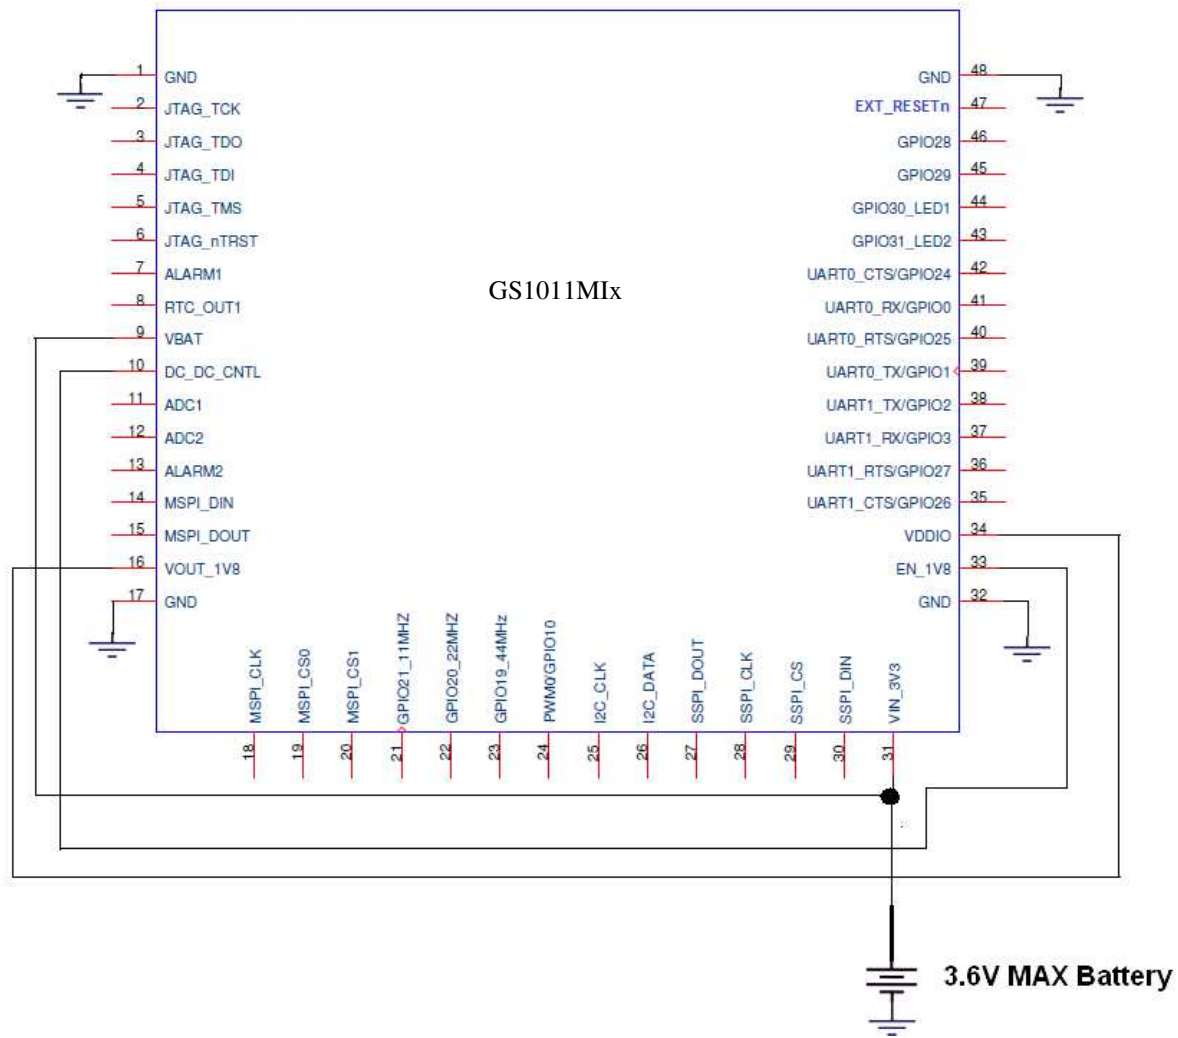 1 GND
2 JTAG_TCK
3 JTAG_TDO
4 JTAG_TDI
5 JTAG_TMS
6 JTAG_nTRST
7 ALARM1
8 RTC_OUT1
9 VBAT
10 DC_DC_CNTL
11 ADC1
12 ADC2
13 ALARM2
14 MSPI_DIN
15 MSPI_DOUT
16 VOUT_1V8
17 GND
GS1011MIx
GND 48
EXT_RESETn 47
GPIO28 46
GPIO29 45
GPIO30_LED1 44
GPIO31_LED2 43
UART0_CTS/GPIO24 42
UART0_RX/GPIO0 41
UART0_RTS/GPIO25 40
UART0_TX/GPIO1 39
UART1_TX/GPIO2 38
UART1_RX/GPIO3 37
UART1_RTS/GPIO27 36
UART1_CTS/GPIO26 35
VDDIO 34
EN_1V8 33
GND 32
MSPI_CLK 18
MSPI_CS0 19
MSPI_CS1 20
GPIO21_11MHZ 21
GPIO20_22MHZ 22
GPIO19_44MHz 23
PWM0/GPIO10 24
I2C_CLK 25
I2C_DATA 26
SSPI_DOUT 27
SSPI_CLK 28
SSPI_CS 29
SSPI_DIN 30
VIN_3V3 31
3.6V MAX Battery